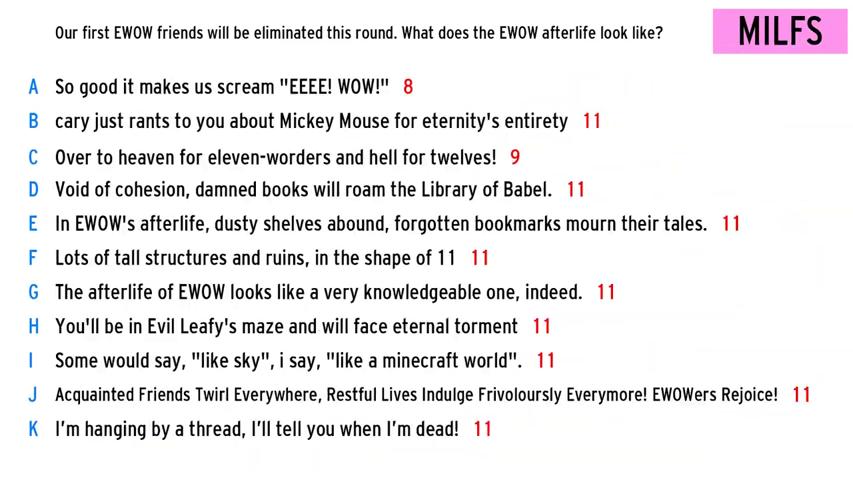 Our first EWOW friends will be eliminated this round. What does the EWOW afterlife look like?
MILFS
A So good it makes us scream "EEEE! WOW!" 8
B cary just rants to you about Mickey Mouse for eternity's entirety 11
C Over to heaven for eleven-worders and hell for twelves! 9
D Void of cohesion, damned books will roam the Library of Babel. 11
E In EWOW's afterlife, dusty shelves abound, forgotten bookmarks mourn their tales. 11
F Lots of tall structures and ruins, in the shape of 11 11
G The afterlife of EWOW looks like a very knowledgeable one, indeed. 11
H You'll be in Evil Leafy's maze and will face eternal torment 11
I Some would say, "like sky", i say, "like a minecraft world". 11
J Acquainted Friends Twirl Everywhere, Restful Lives Indulge Frivoloursly Everymore! EWOWers Rejoice! 11
K I'm hanging by a thread, I'll tell you when I'm dead! 11